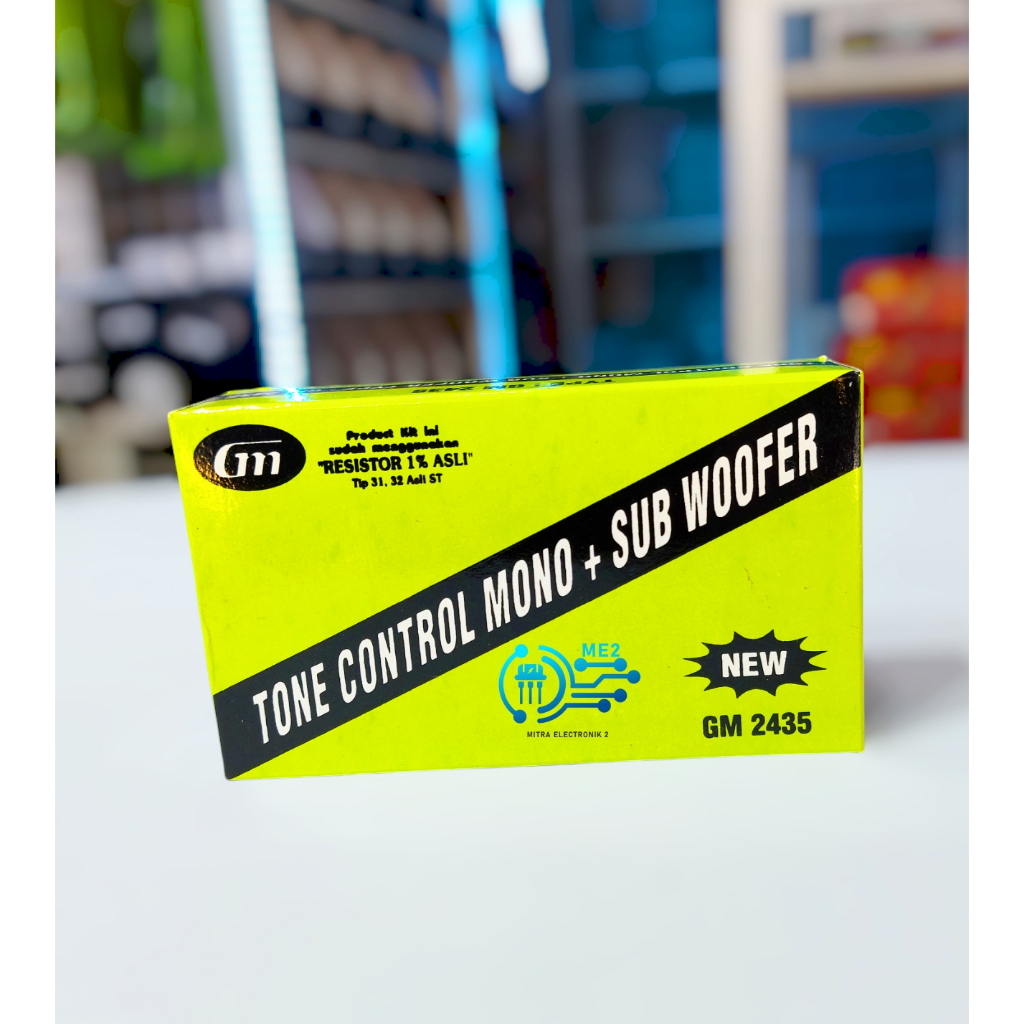 Gm
Product Kit Ini
sudah menggunakan
"RESISTOR 1% ASLI"
Tip 31, 32 Asli ST
TONE CONTROL MONO + SUB WOOFER
ME2
MITRA ELECTRONIK 2
NEW
GM 2435